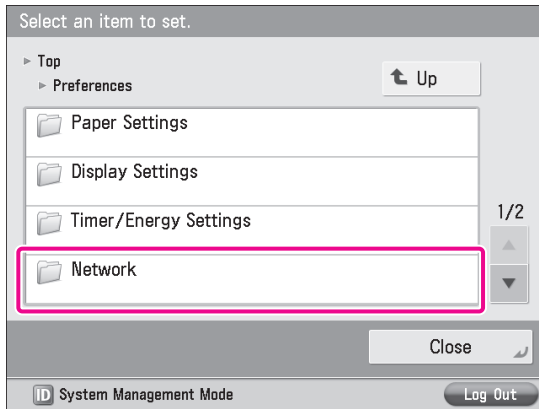 Select an item to set.
Top
Preferences
Up
Paper Settings
Display Settings
Timer/Energy Settings
1/2
Network
Close
ID System Management Mode
Log Out